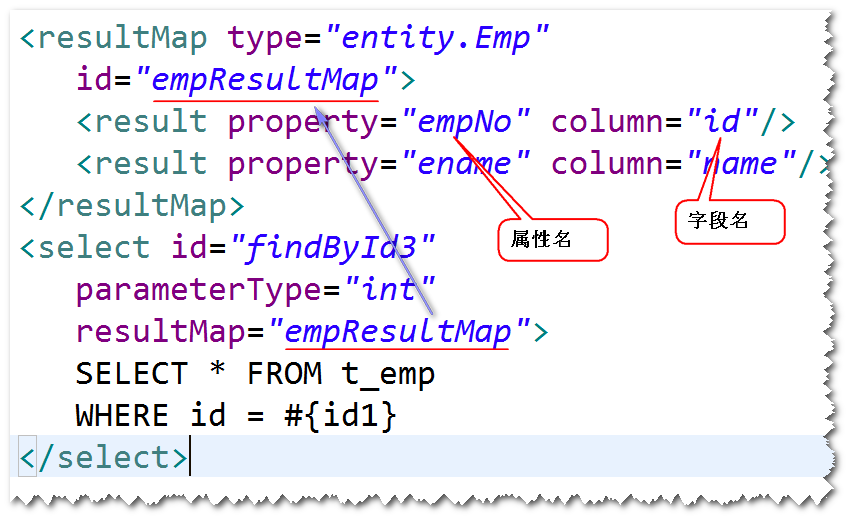 <resultMap type="entity.Emp"
id="empResultMap">
<result property="empNo" column="id"/>
<result property="ename" column="name"/>
</resultMap>
属性名
字段名
<select id="findById3"
parameterType="int"
resultMap="empResultMap">
SELECT * FROM t_emp
WHERE id = #{id1}
</select>